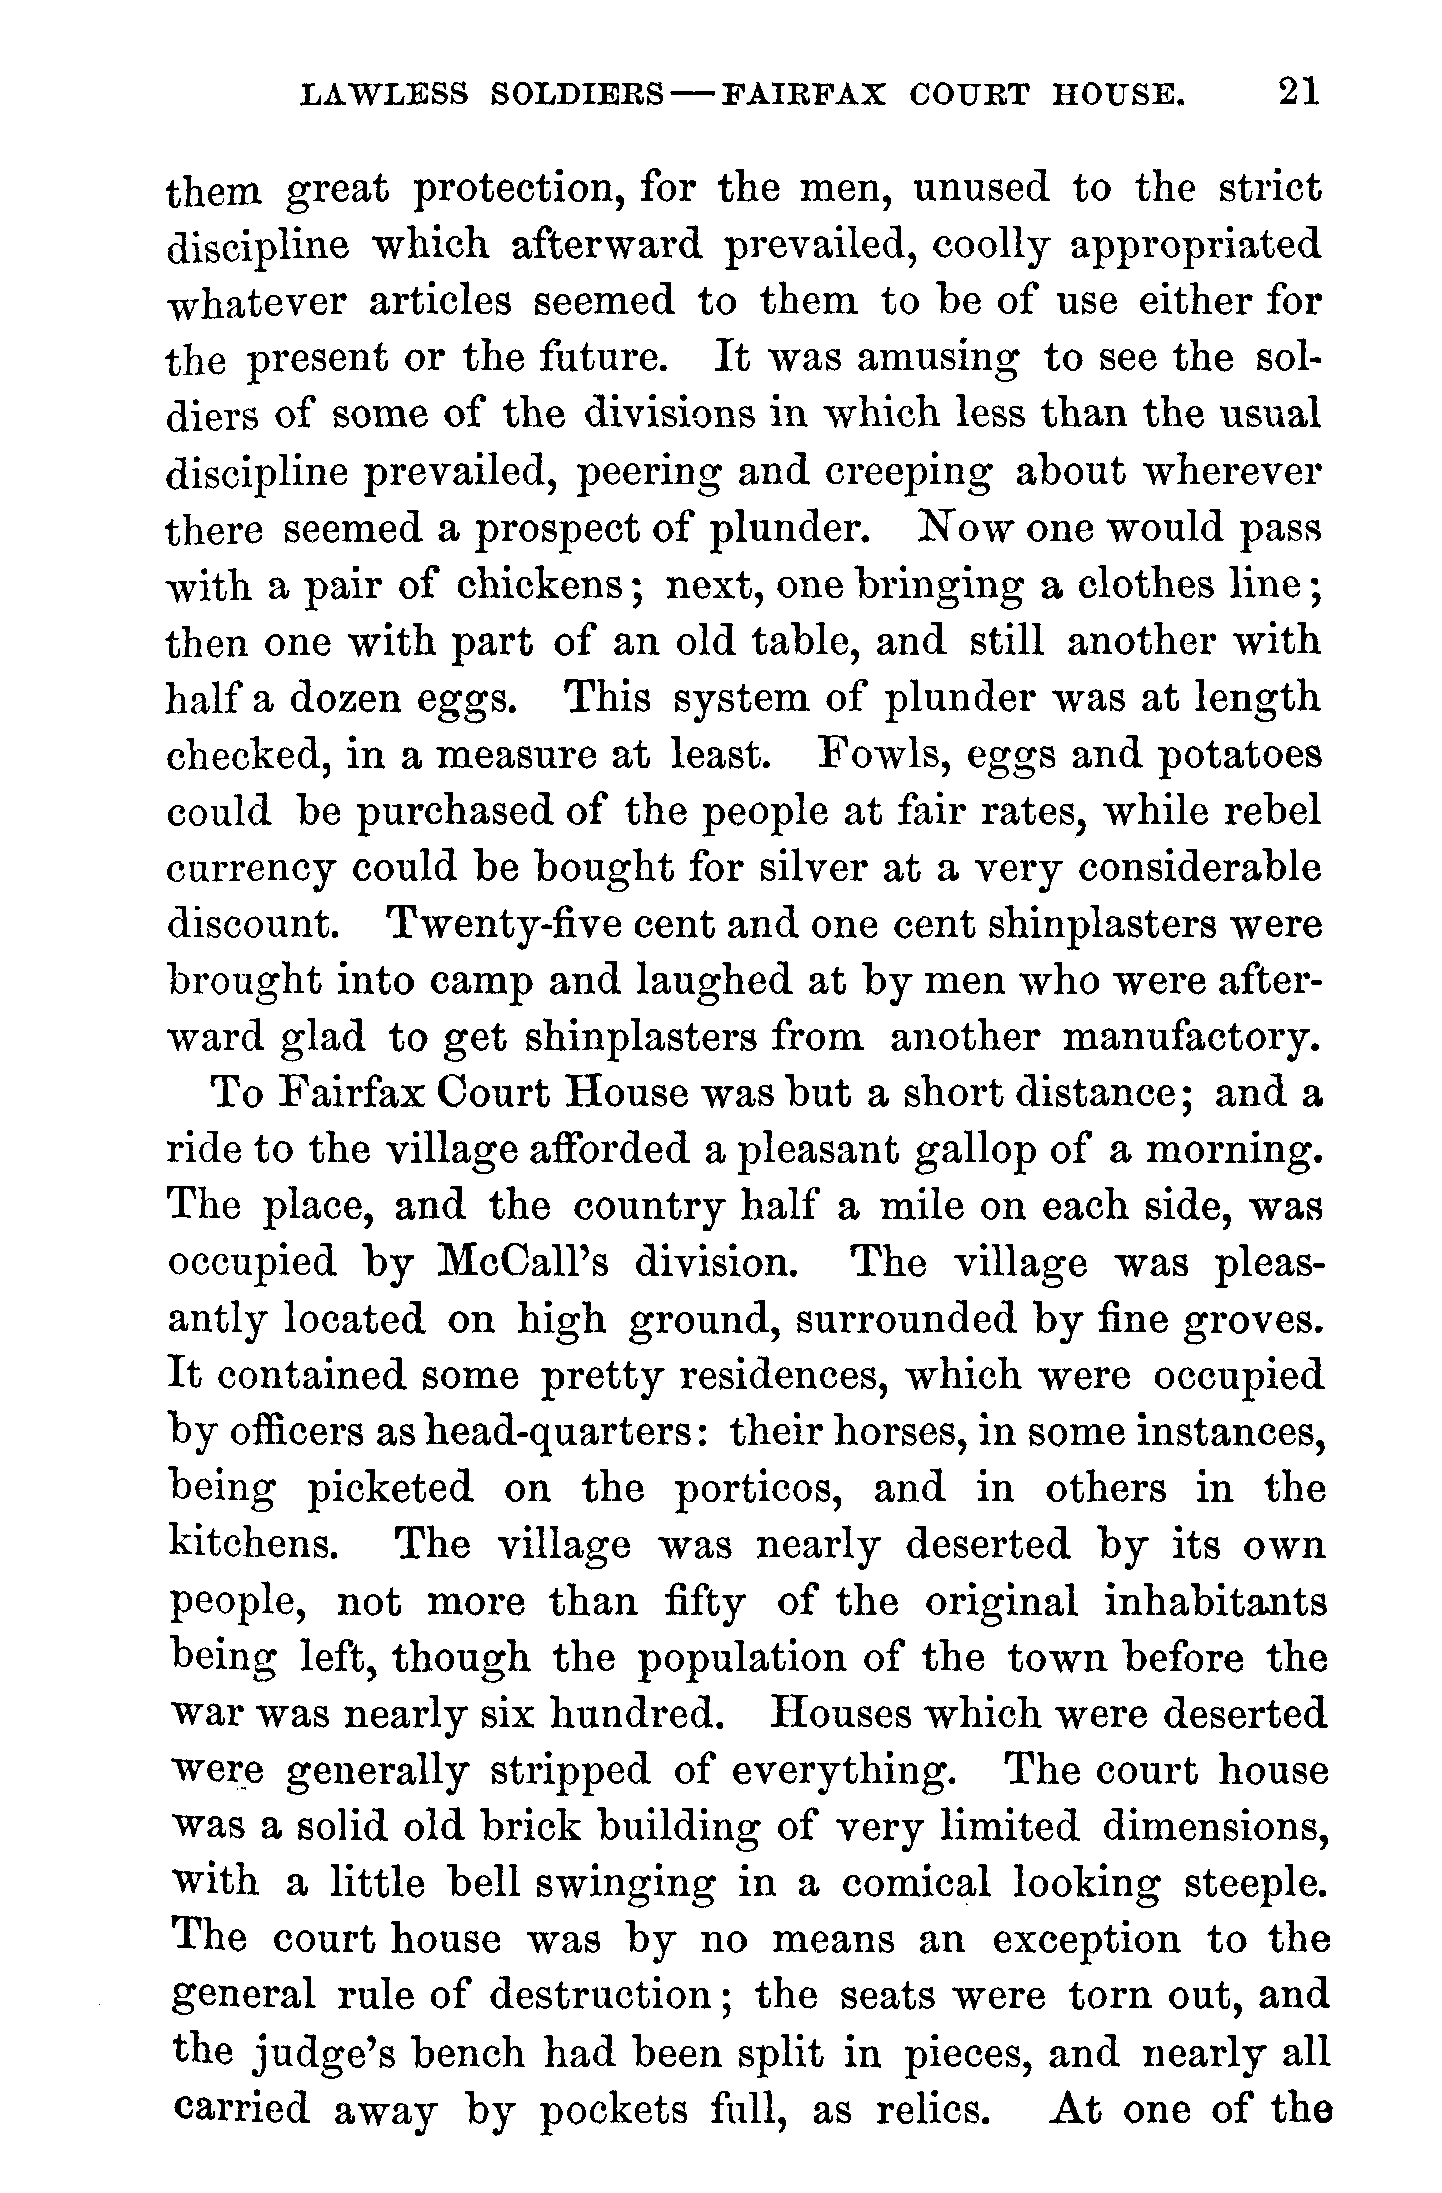 LAWLESS SOLDIERS—FAIRFAX COURT HOUSE. 21
them great protection, for the men, unused to the strict
discipline which afterward prevailed, coolly appropriated
whatever articles seemed to them to be of use either for
the present or the future. It was amusing to see the sol-
diers of some of the divisions in which less than the usual
discipline prevailed, peering and creeping about wherever
there seemed a prospect of plunder. Now one would pass
with a pair of chickens; next, one bringing a clothes line;
then one with part of an old table, and still another with
half a dozen eggs. This system of plunder was at length
checked, in a measure at least. Fowls, eggs and potatoes
could be purchased of the people at fair rates, while rebel
currency could be bought for silver at a very considerable
discount. Twenty-five cent and one cent shinplasters were
brought into camp and laughed at by men who were after-
ward glad to get shinplasters from another manufactory.
To Fairfax Court House was but a short distance; and a
ride to the village afforded a pleasant gallop of a morning.
The place, and the country half a mile on each side, was
occupied by McCall's division. The village was pleas-
antly located on high ground, surrounded by fine groves.
It contained some pretty residences, which were occupied
by officers as head-quarters: their horses, in some instances,
being picketed on the porticos, and in others in the
kitchens. The village was nearly deserted by its own
people, not more than fifty of the original inhabitants
being left, though the population of the town before the
war was nearly six hundred. Houses which were deserted
were generally stripped of everything. The court house
was a solid old brick building of very limited dimensions,
with a little bell swinging in a comical looking steeple.
The court house was by no means an exception to the
general rule of destruction; the seats were torn out, and
the judge's bench had been split in pieces, and nearly all
carried away by pockets full, as relics. At one of the